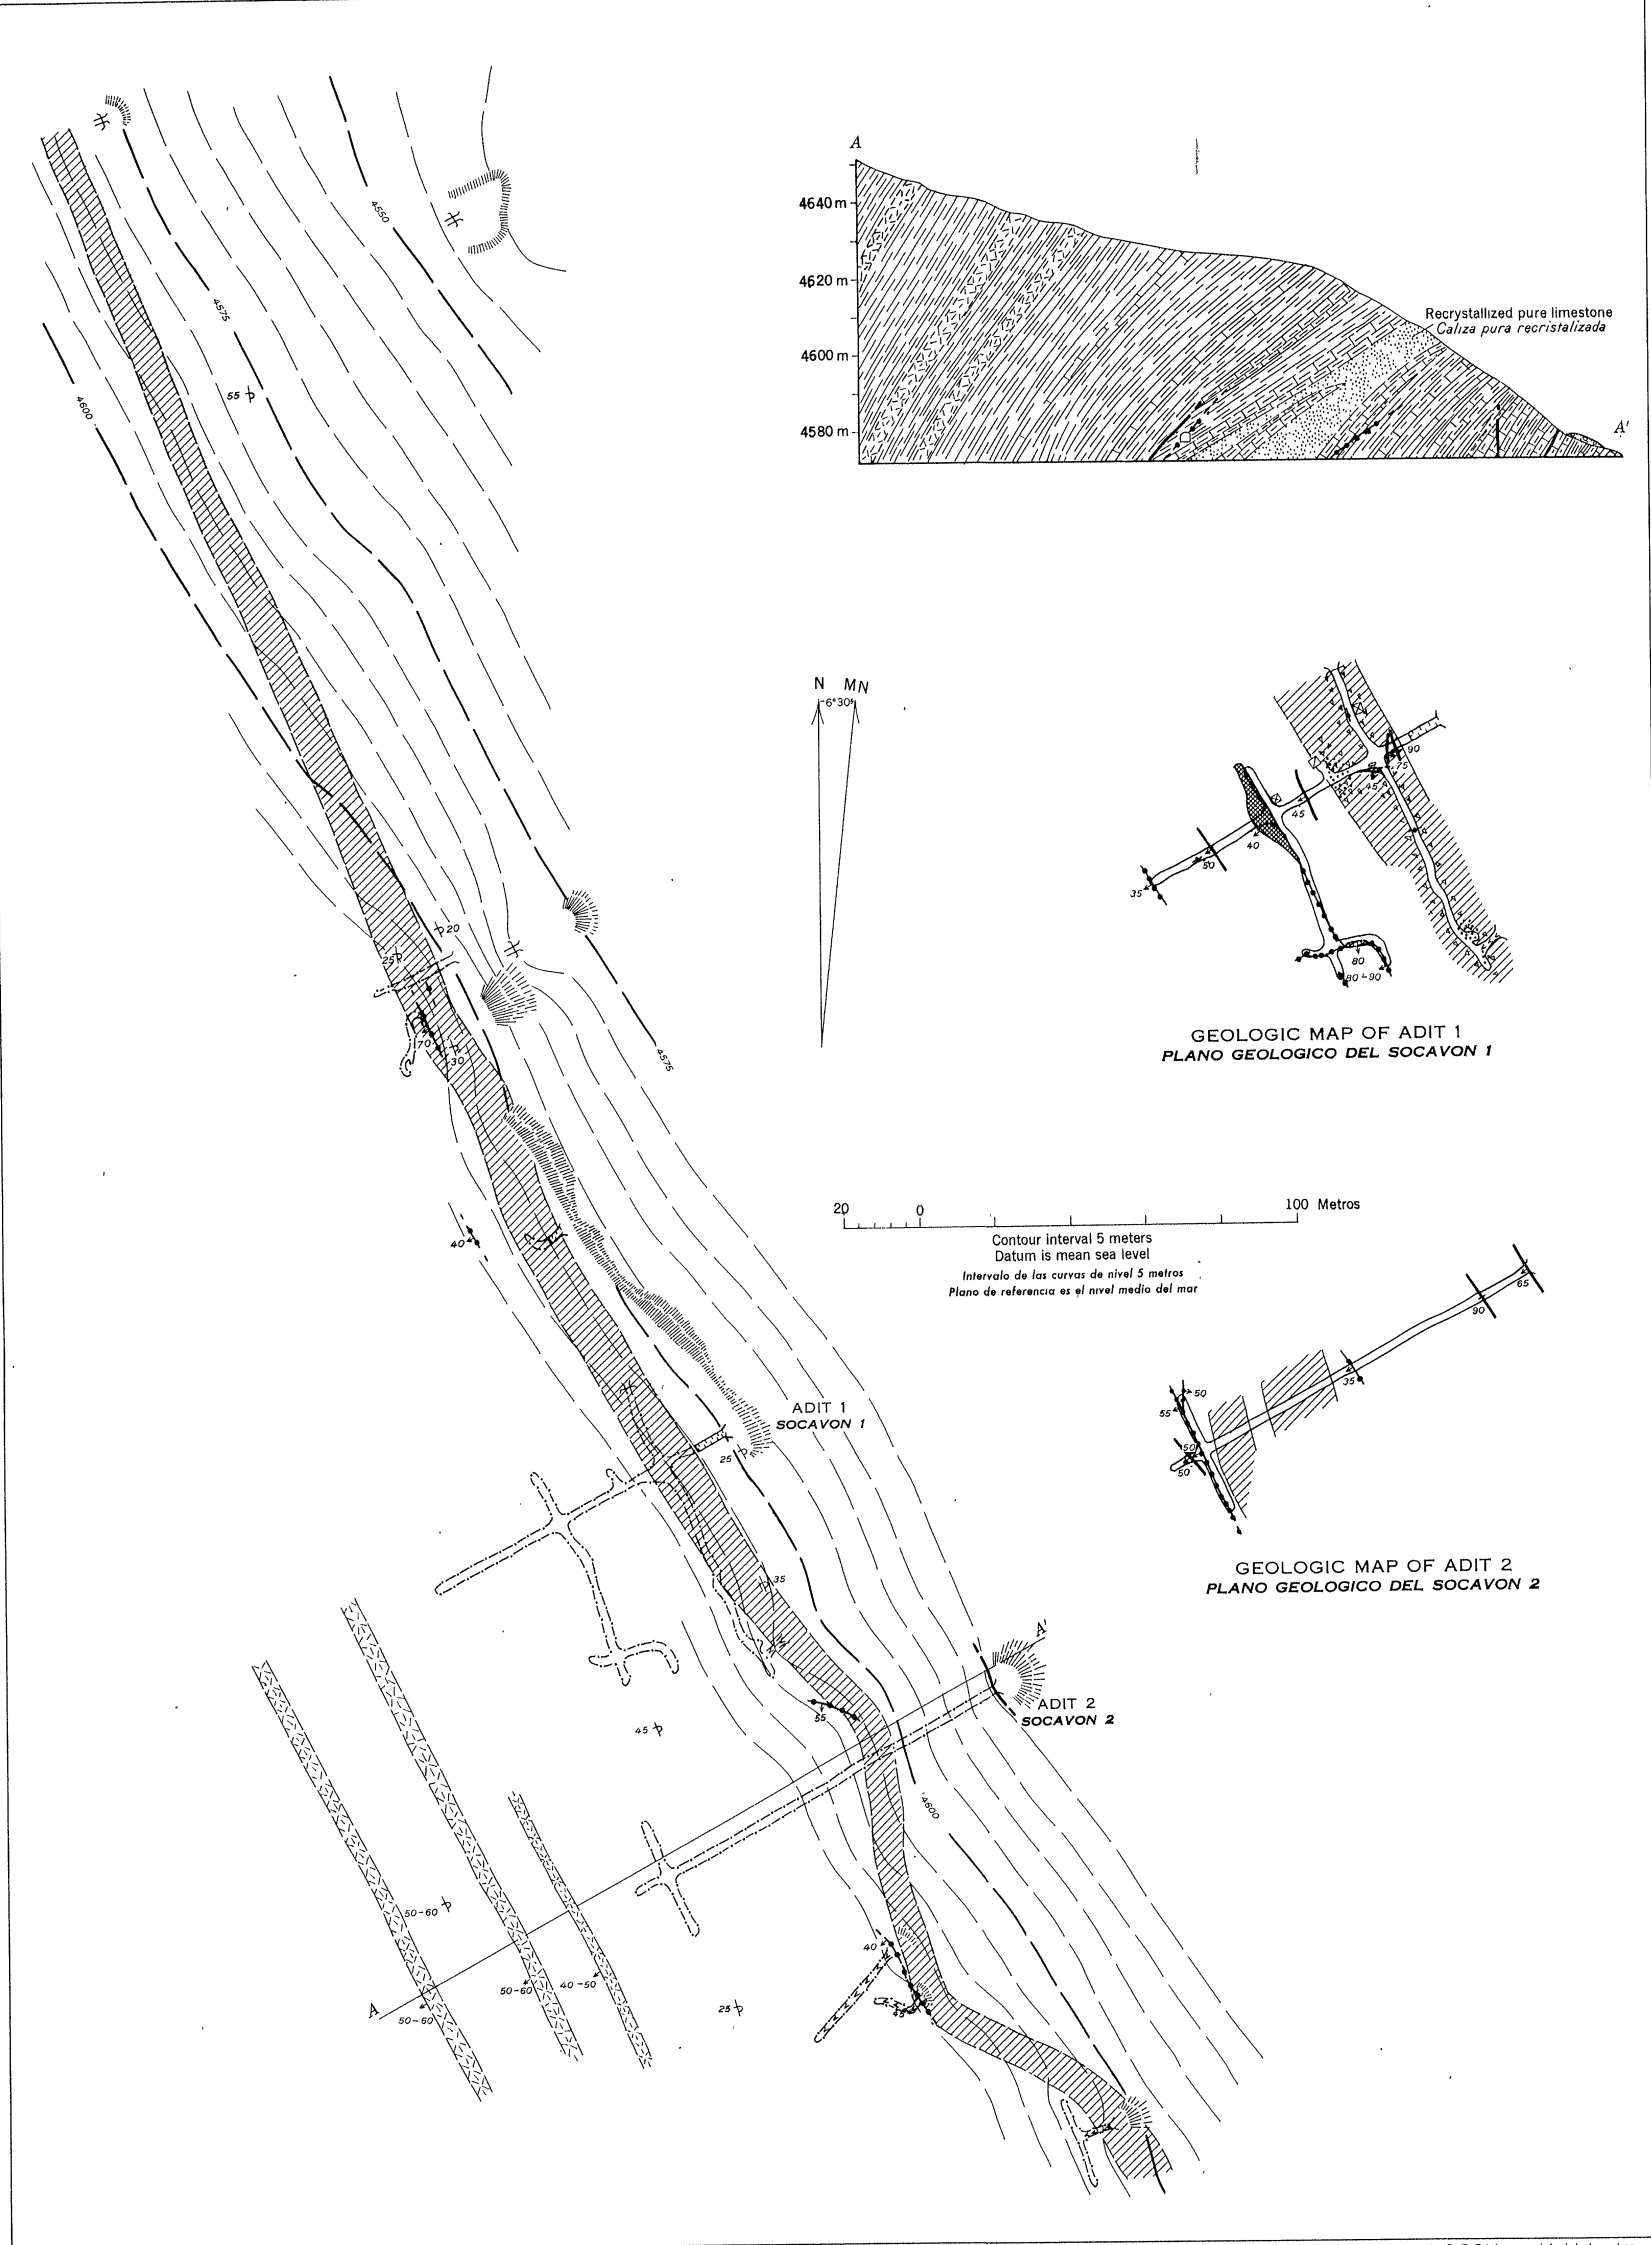 A
4640 m
4620 m
4600 m
4580 m
Recrystallized pure limestone
Caliza pura recristalizada
A'
4550
4575
55
4600
N MN
6°30'
90
75
45
45
40
50
35
80
80-90
GEOLOGIC MAP OF ADIT 1
PLANO GEOLOGICO DEL SOCAVON 1
20
25
70
30
4575
20 0 100 Metros
Contour interval 5 meters
Datum is mean sea level
Intervalo de las curvas de nivel 5 metros
Plano de referencia es el nivel medio del mar
40
65
90
35
50
55
50
50
GEOLOGIC MAP OF ADIT 2
PLANO GEOLOGICO DEL SOCAVON 2
ADIT 1
SOCAVON 1
25
35
A'
ADIT 2
SOCAVON 2
55
45
4600
50-60
40
50-60
40-50
A
50-60
25
45